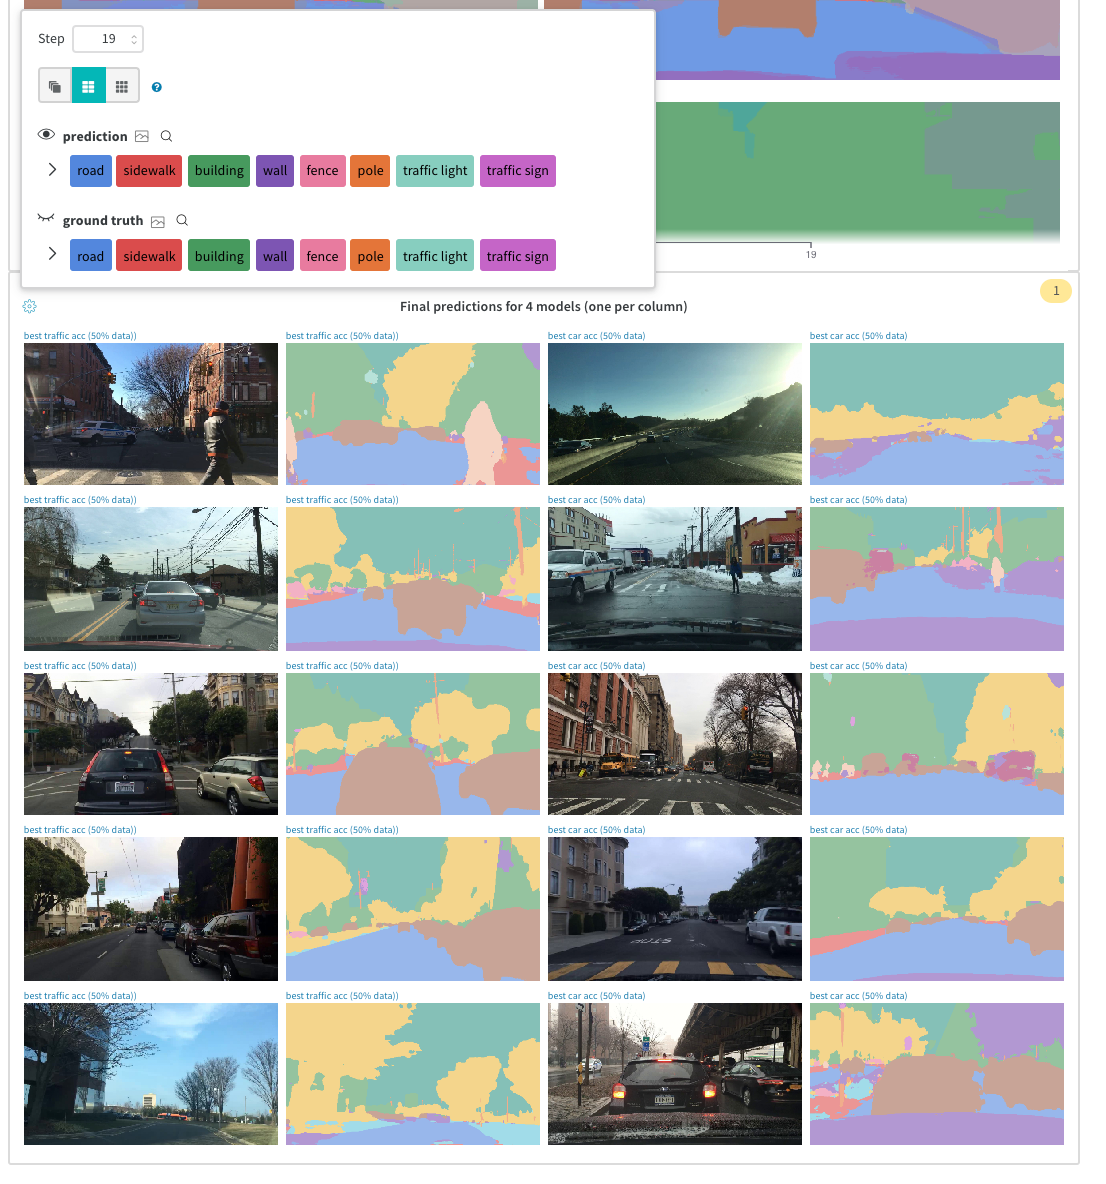 Step 19
prediction
road sidewalk building wall fence pole traffic light traffic sign
ground truth
road sidewalk building wall fence pole traffic light traffic sign
19
1
Final predictions for 4 models (one per column)
best traffic acc (50% data)) best traffic acc (50% data)) best car acc (50% data) best car acc (50% data)
best traffic acc (50% data)) best traffic acc (50% data)) best car acc (50% data) best car acc (50% data)
best traffic acc (50% data)) best traffic acc (50% data)) best car acc (50% data) best car acc (50% data)
best traffic acc (50% data)) best traffic acc (50% data)) best car acc (50% data) best car acc (50% data)
best traffic acc (50% data)) best traffic acc (50% data)) best car acc (50% data) best car acc (50% data)